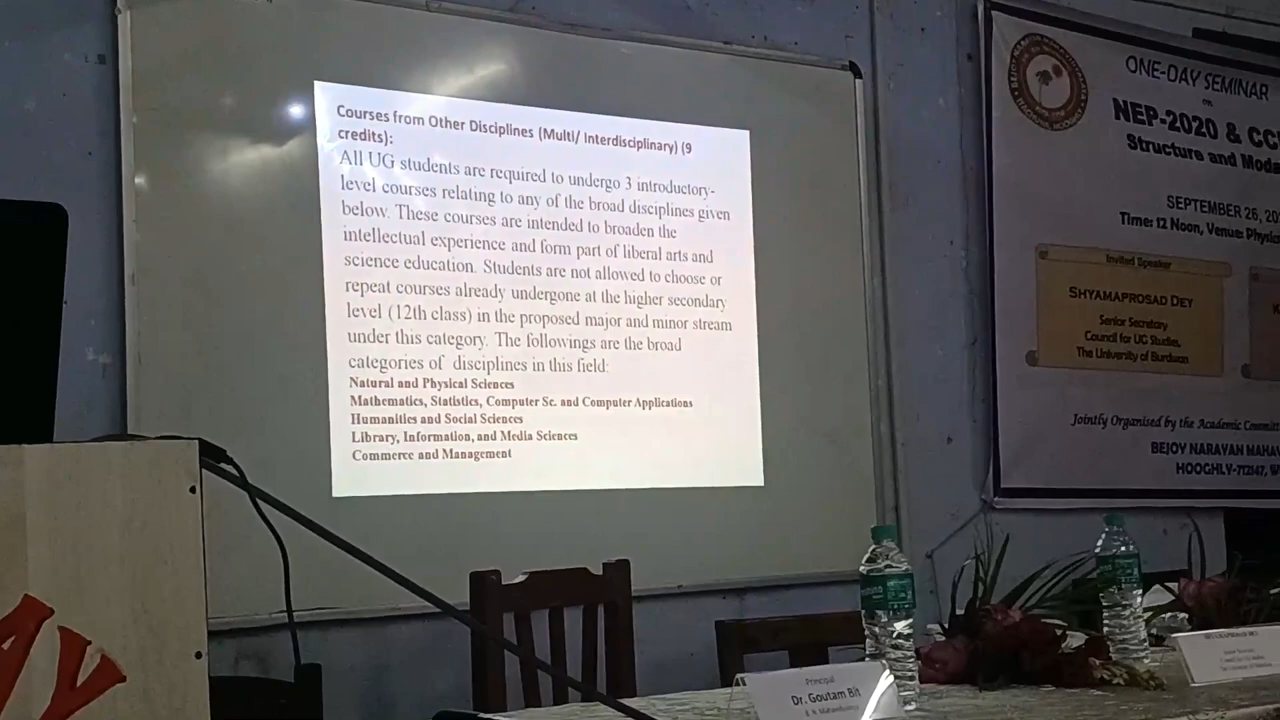 Courses from Other Disciplines (Multi/ Interdisciplinary) (9
credits):
All UG students are required to undergo 3 introductory-
level courses relating to any of the broad disciplines given
below. These courses are intended to broaden the
intellectual experience and form part of liberal arts and
science education. Students are not allowed to choose or
repeat courses already undergone at the higher secondary
level (12th class) in the proposed major and minor stream
under this category. The followings are the broad
categories of disciplines in this field:
Natural and Physical Sciences
Mathematics, Statistics, Computer Sc. and Computer Applications
Humanities and Social Sciences
Library, Information, and Media Sciences
Commerce and Management
ONE-DAY SEMINAR
on
NEP-2020 &
Structure and
SEPTEMBER 26,
Time: 12 Noon, Venue:
Invited Speaker
SHYAMAPROSAD DEY
Senior Secretary
Council for UG Studies,
The University of Burdwan
Jointly Organised by the Academic
BEJOY NARAYAN
HOOGHLY-712147,
Principal
Dr. Goutam Bit